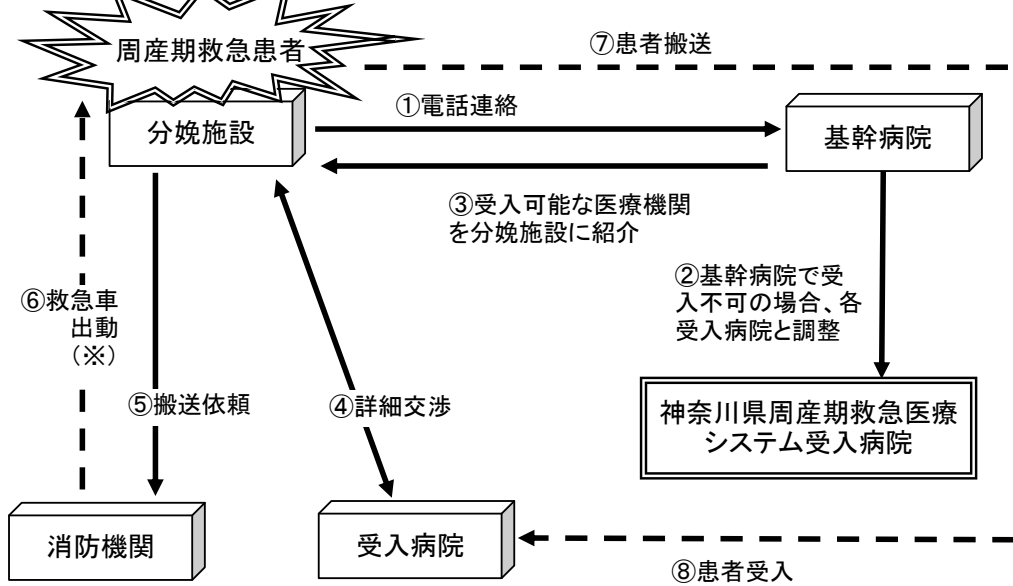 周産期救急患者
⑦患者搬送
①電話連絡
分娩施設
基幹病院
③受入可能な医療機関
を分娩施設に紹介
②基幹病院で受
入不可の場合、各
受入病院と調整
⑥救急車
出動
（※）
⑤搬送依頼
④詳細交渉
神奈川県周産期救急医療
システム受入病院
消防機関
受入病院
⑧患者受入